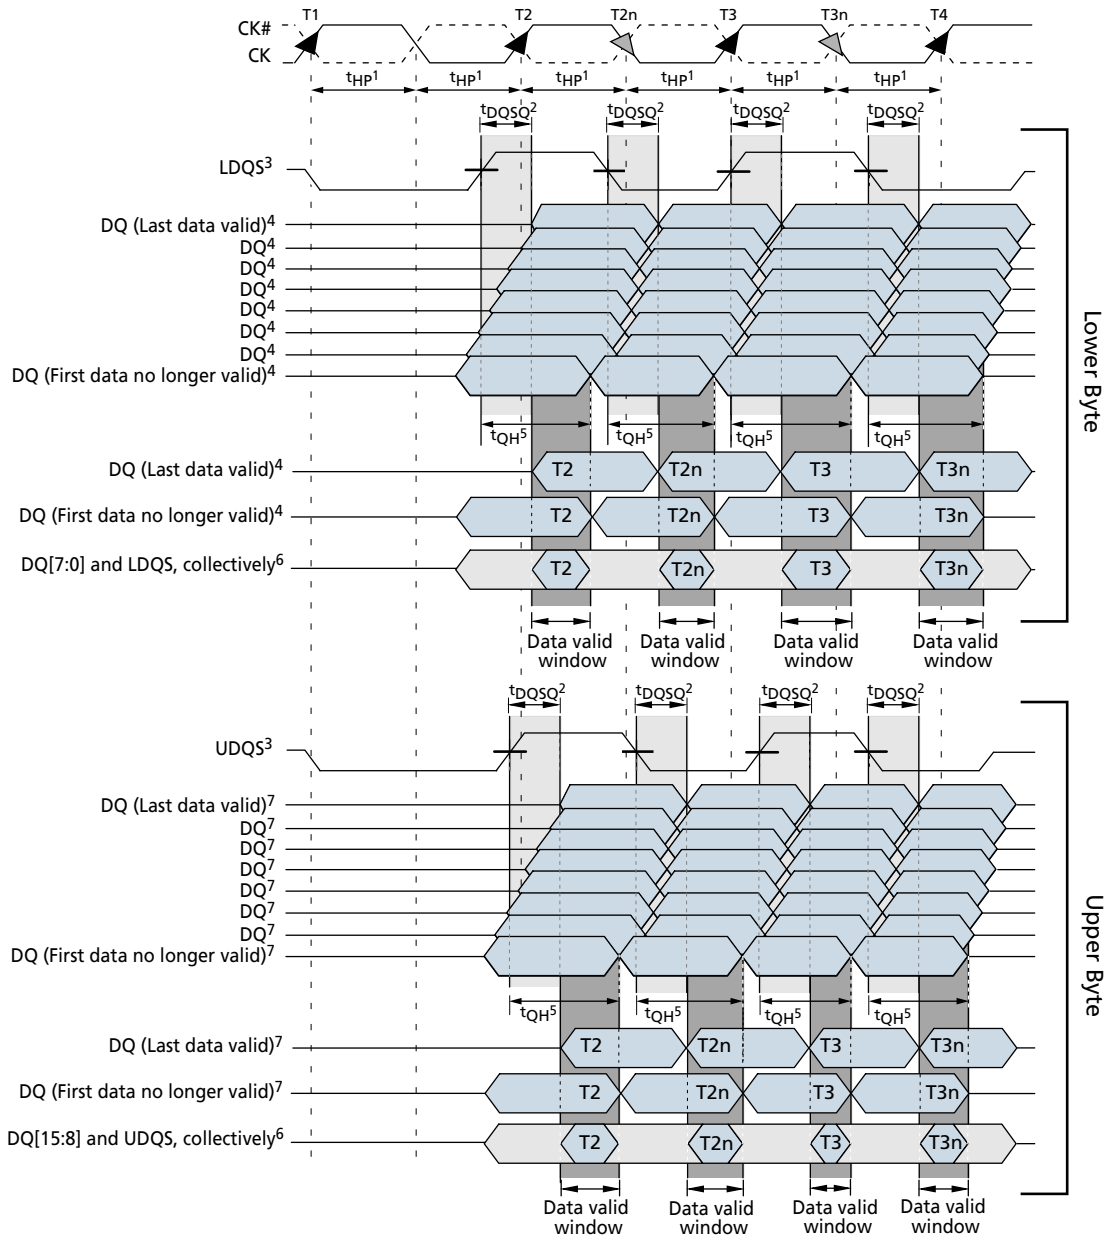 T1 T2 T2n T3 T3n T4
CK#
CK
tHP1 tHP1 tHP1 tHP1 tHP1 tHP1
tDQSQ2 tDQSQ2 tDQSQ2 tDQSQ2
LDQS3
DQ (Last data valid)4
DQ4
DQ4
DQ4
DQ4
DQ4
DQ4
DQ (First data no longer valid)4
tQH5 tQH5 tQH5 tQH5
DQ (Last data valid)4 T2 T2n T3 T3n
DQ (First data no longer valid)4 T2 T2n T3 T3n
DQ[7:0] and LDQS, collectively6 T2 T2n T3 T3n
Data valid window Data valid window Data valid window Data valid window
Lower Byte
tDQSQ2 tDQSQ2 tDQSQ2 tDQSQ2
UDQS3
DQ (Last data valid)7
DQ7
DQ7
DQ7
DQ7
DQ7
DQ7
DQ (First data no longer valid)7
tQH5 tQH5 tQH5 tQH5
DQ (Last data valid)7 T2 T2n T3 T3n
DQ (First data no longer valid)7 T2 T2n T3 T3n
DQ[15:8] and UDQS, collectively6 T2 T2n T3 T3n
Data valid window Data valid window Data valid window Data valid window
Upper Byte